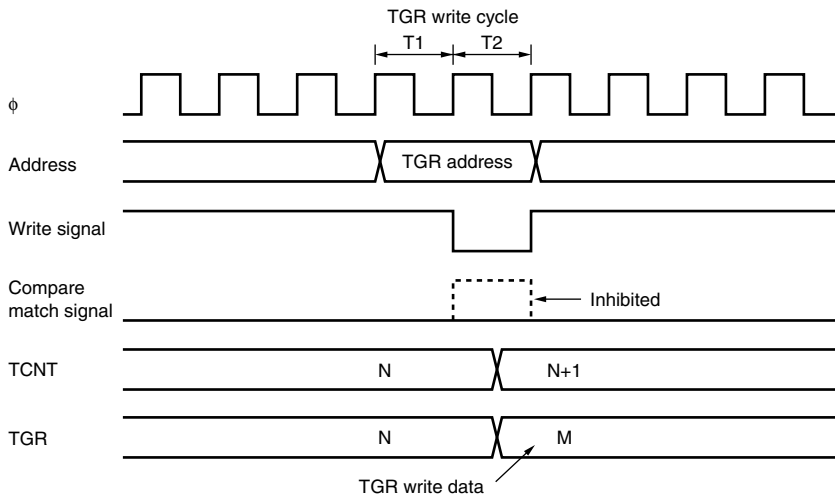 TGR write cycle
T1 T2
ϕ
Address TGR address
Write signal
Compare
match signal Inhibited
TCNT N N+1
TGR N M
TGR write data